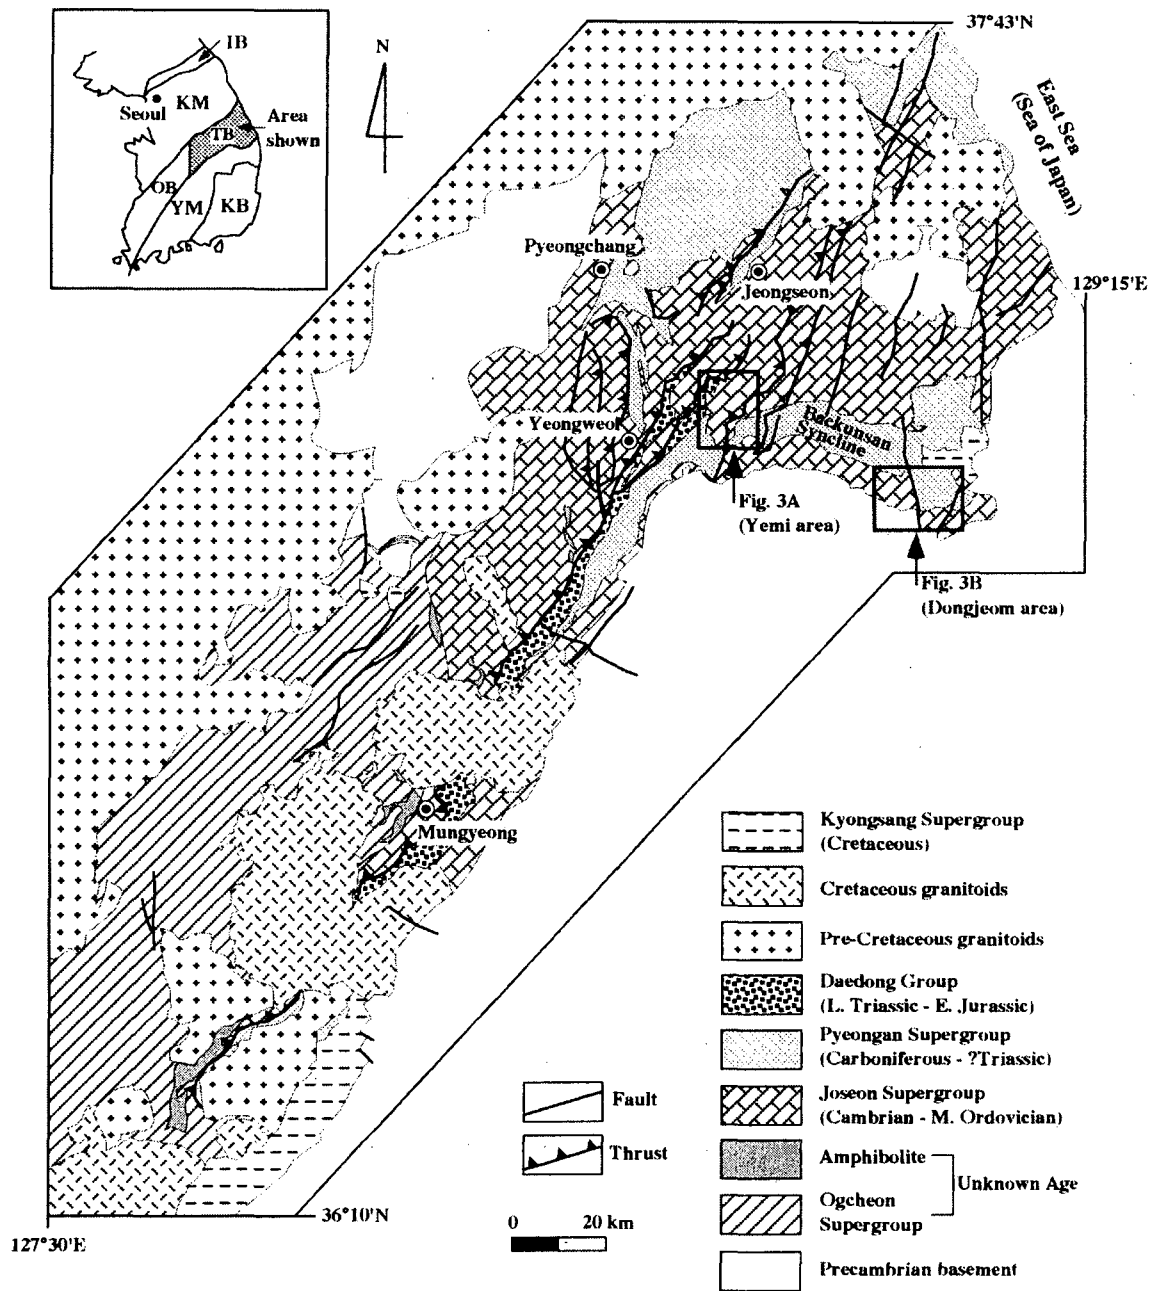 37°43'N
IB
N
Seoul
KM
Area
shown
TB
OB
YM
KB
East Sea
(Sea of Japan)
Pyeongchang
Jeongseon
129°15'E
Yeongweol
Backunsan
Syncline
Fig. 3A
(Yemi area)
Fig. 3B
(Dongjeom area)
Mungyeong
Kyongsang Supergroup
(Cretaceous)
Cretaceous granitoids
Pre-Cretaceous granitoids
Daedong Group
(L. Triassic - E. Jurassic)
Pyeongan Supergroup
(Carboniferous - ?Triassic)
Joseon Supergroup
(Cambrian - M. Ordovician)
Amphibolite
Unknown Age
Ogcheon
Supergroup
Precambrian basement
Fault
Thrust
0 20 km
36°10'N
127°30'E